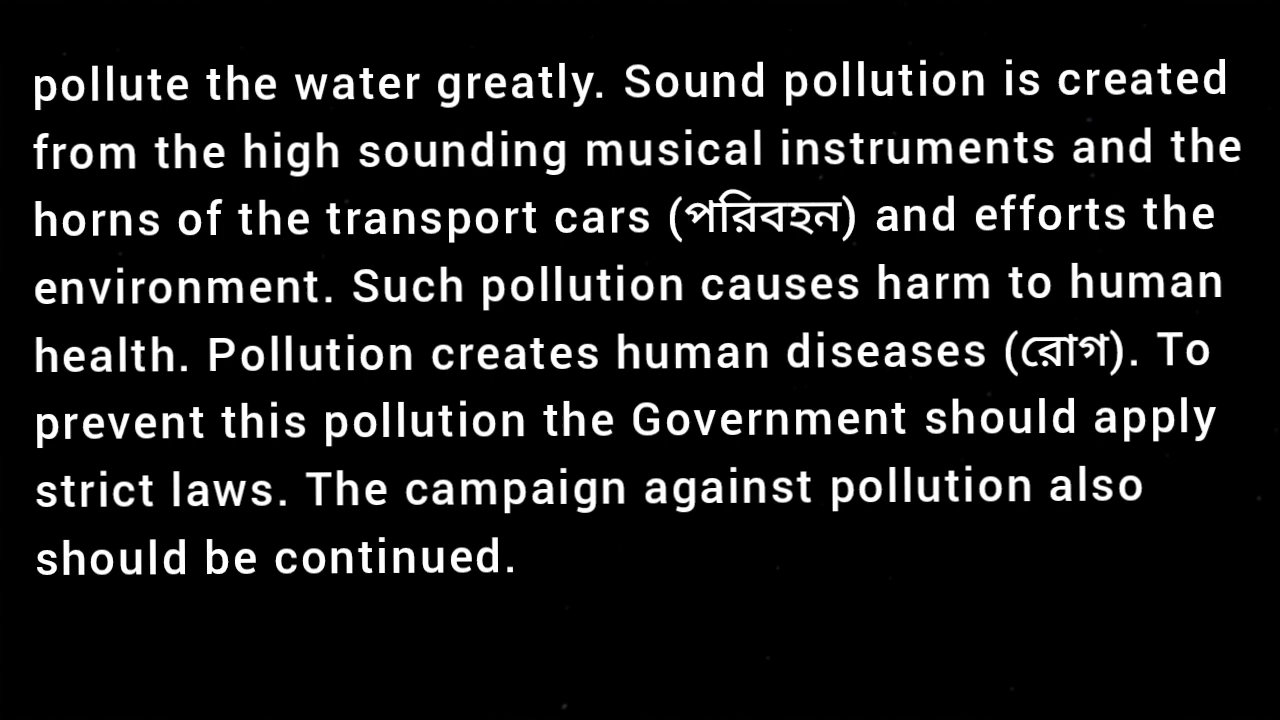 pollute the water greatly. Sound pollution is created
from the high sounding musical instruments and the
horns of the transport cars (পরিবহন) and efforts the
environment. Such pollution causes harm to human
health. Pollution creates human diseases (রোগ). To
prevent this pollution the Government should apply
strict laws. The campaign against pollution also
should be continued.